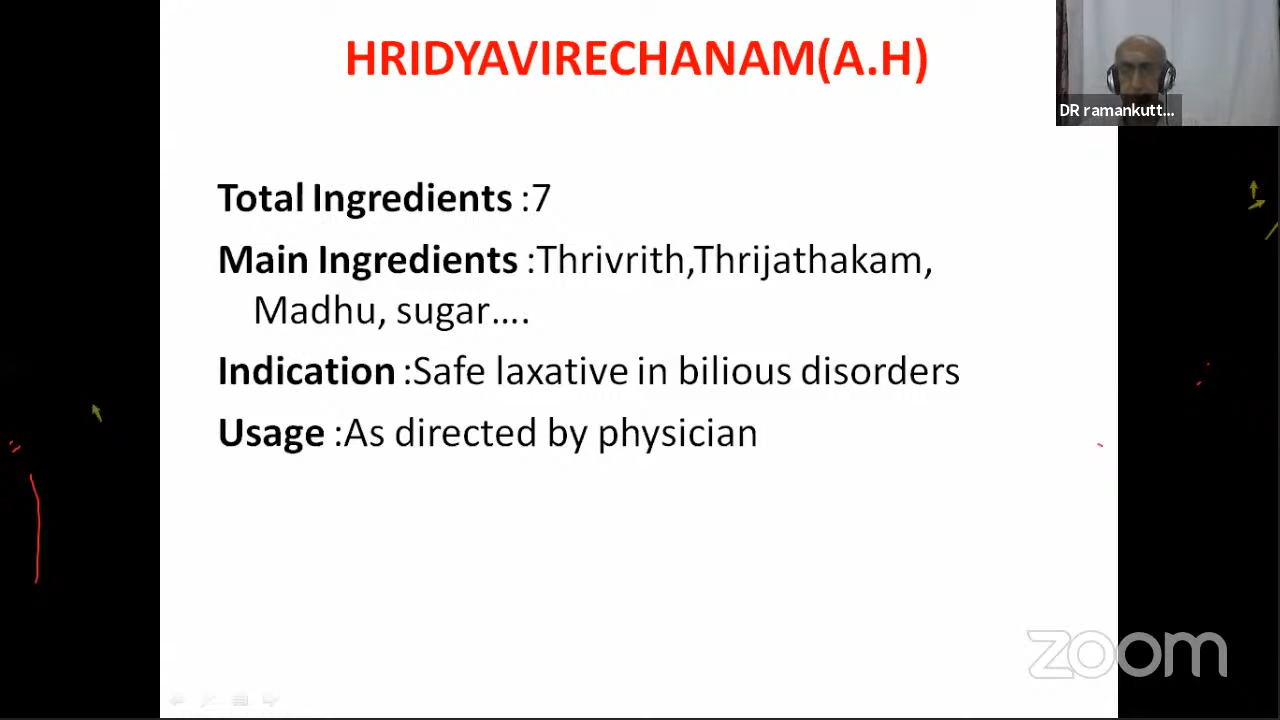 HRIDYAVIRECHANAM(A.H)
DR ramankutt...
Total Ingredients :7
Main Ingredients :Thrivrith,Thrijathakam,
Madhu, sugar....
Indication :Safe laxative in bilious disorders
Usage :As directed by physician
zoom